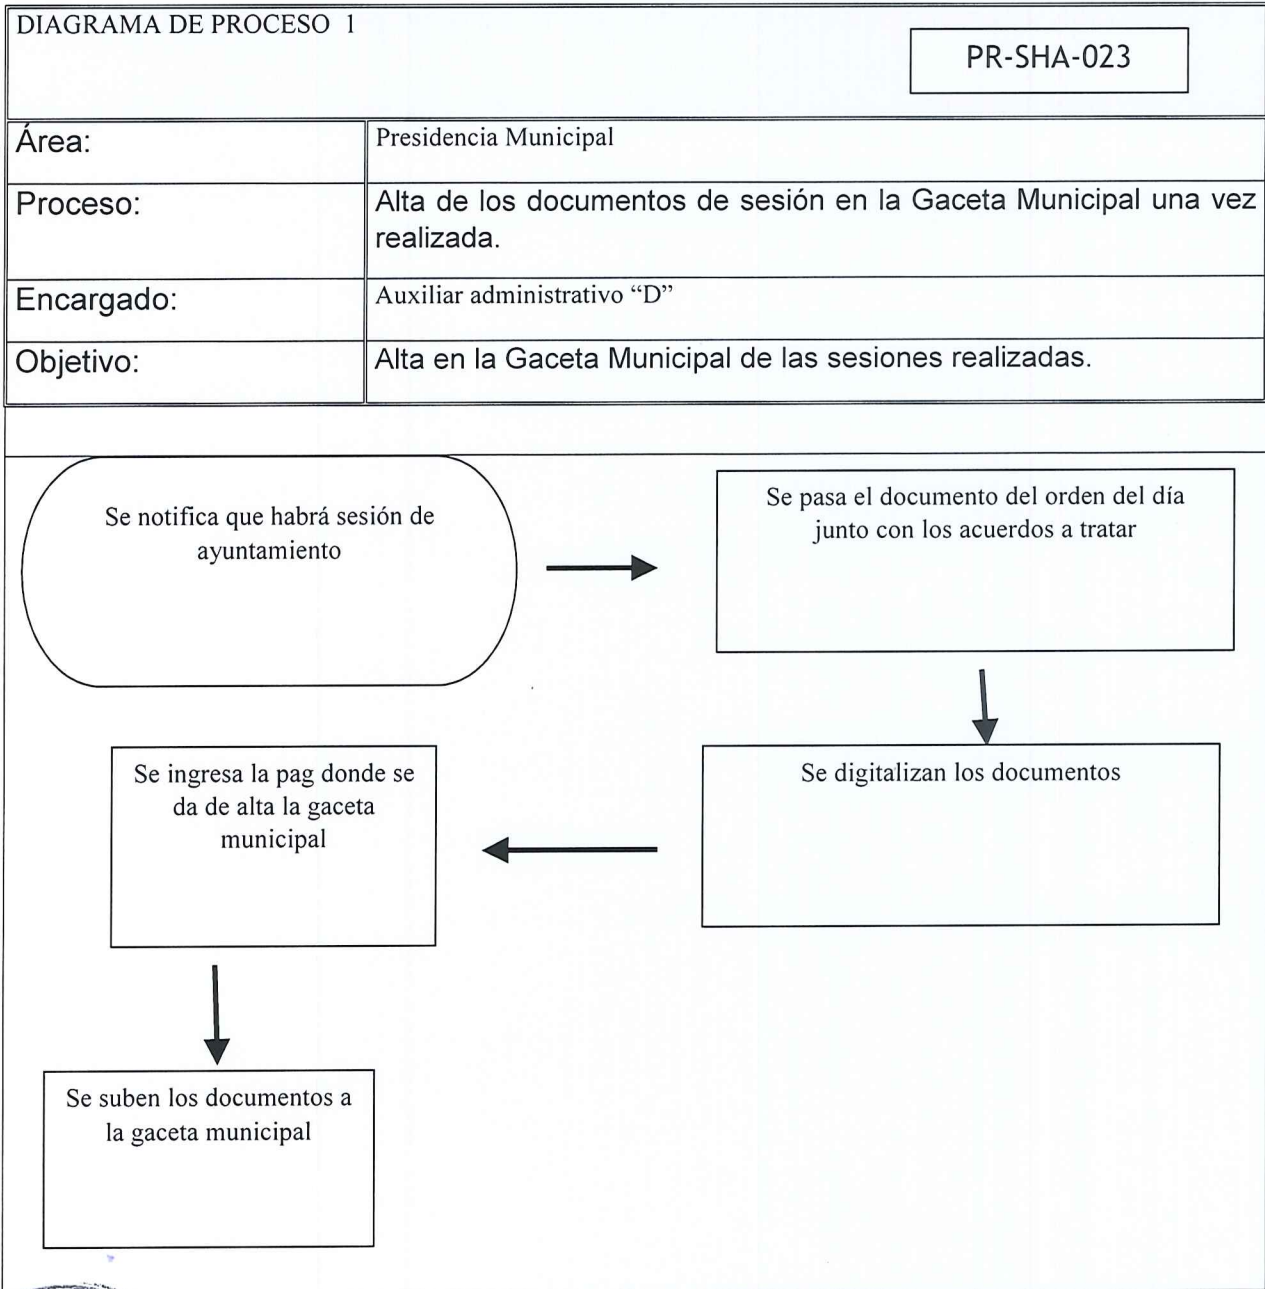 DIAGRAMA DE PROCESO 1
PR-SHA-023
Área:
Presidencia Municipal
Proceso:
Alta de los documentos de sesión en la Gaceta Municipal una vez
realizada.
Encargado:
Auxiliar administrativo “D”
Objetivo:
Alta en la Gaceta Municipal de las sesiones realizadas.
Se notifica que habrá sesión de
ayuntamiento
Se pasa el documento del orden del día
junto con los acuerdos a tratar
Se digitalizan los documentos
Se ingresa la pag donde se
da de alta la gaceta
municipal
Se suben los documentos a
la gaceta municipal